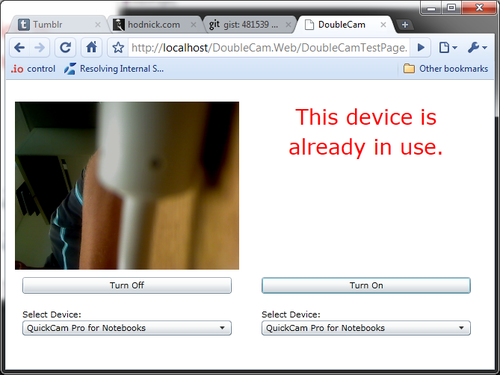 Tumblr
hodnick.com
git gist: 481539 ...
DoubleCam
http://localhost/DoubleCam.Web/DoubleCamTestPage.
.io control
Resolving Internal S...
Other bookmarks
This device is
already in use.
Turn Off
Turn On
Select Device:
Select Device:
QuickCam Pro for Notebooks
QuickCam Pro for Notebooks